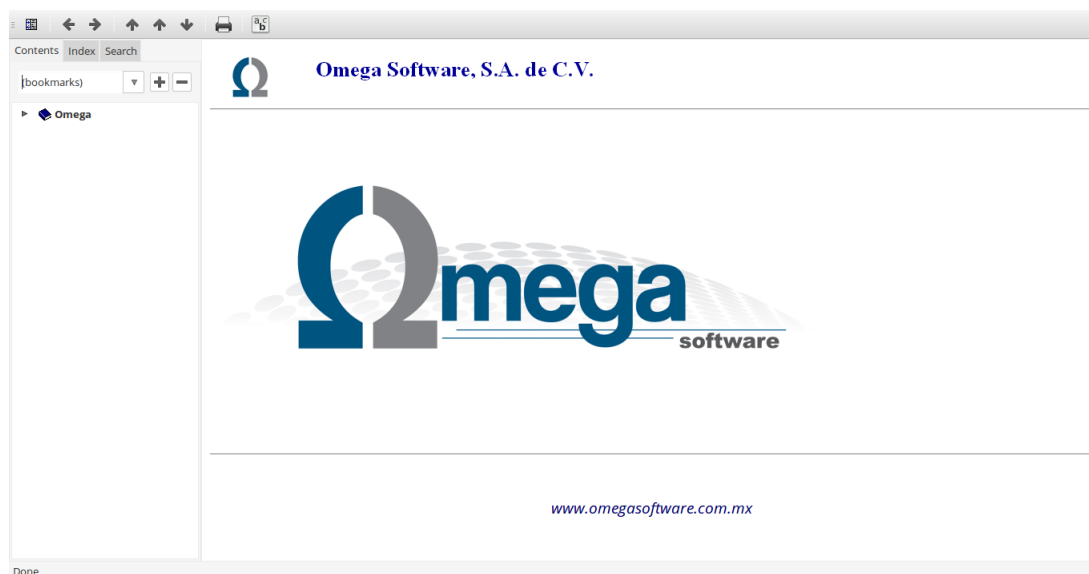 a c
b
Contents Index Search
(bookmarks)
Omega
Omega Software, S.A. de C.V.
Ωmega
software
www.omegasoftware.com.mx
Done